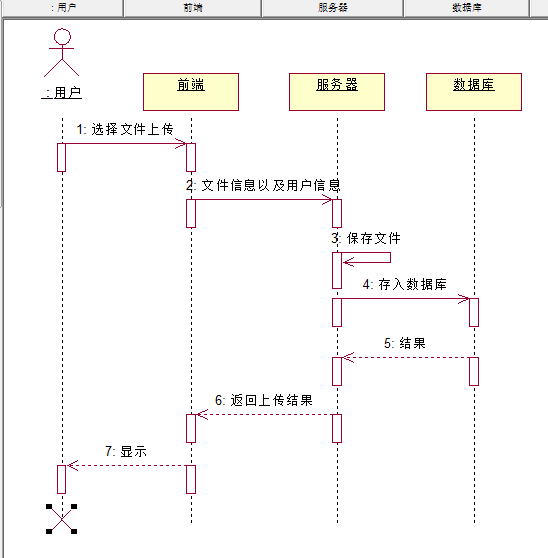 : 用户
前端
服务器
数据库
: 用户
前端
服务器
数据库
1: 选择文件上传
2: 文件信息以及用户信息
3: 保存文件
4: 存入数据库
5: 结果
6: 返回上传结果
7: 显示